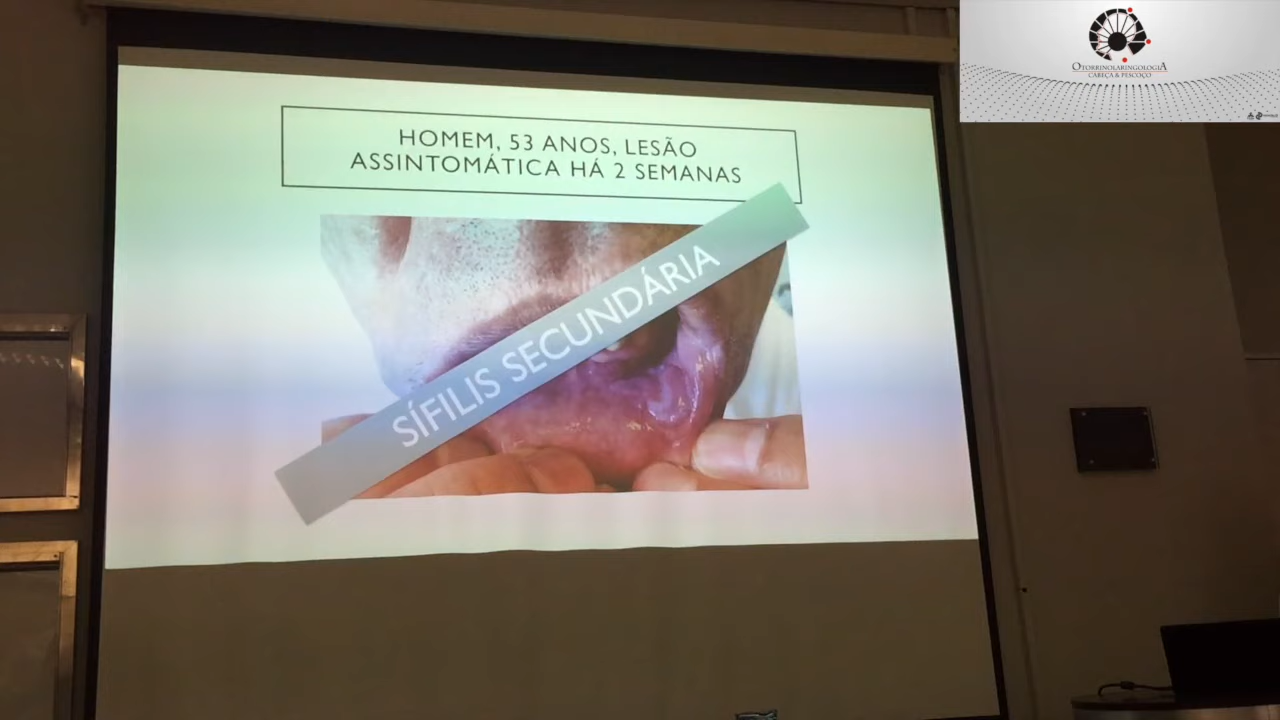 HOMEM, 53 ANOS, LESÃO
ASSINTOMÁTICA HÁ 2 SEMANAS
SÍFILIS SECUNDÁRIA
OTORRINOLARINGOLOGIA
CABEÇA & PESCOÇO